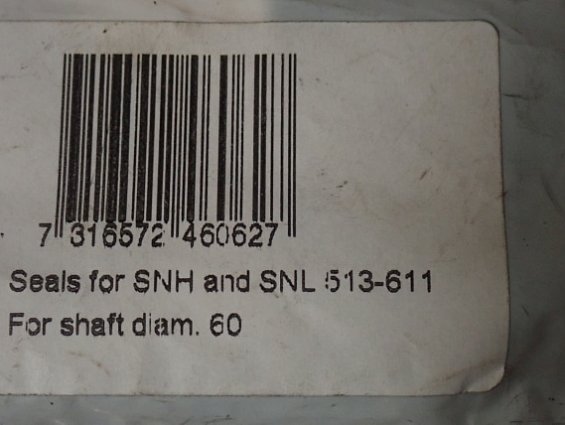 7 316572 460627
Seals for SNH and SNL 513-611
For shaft diam. 60